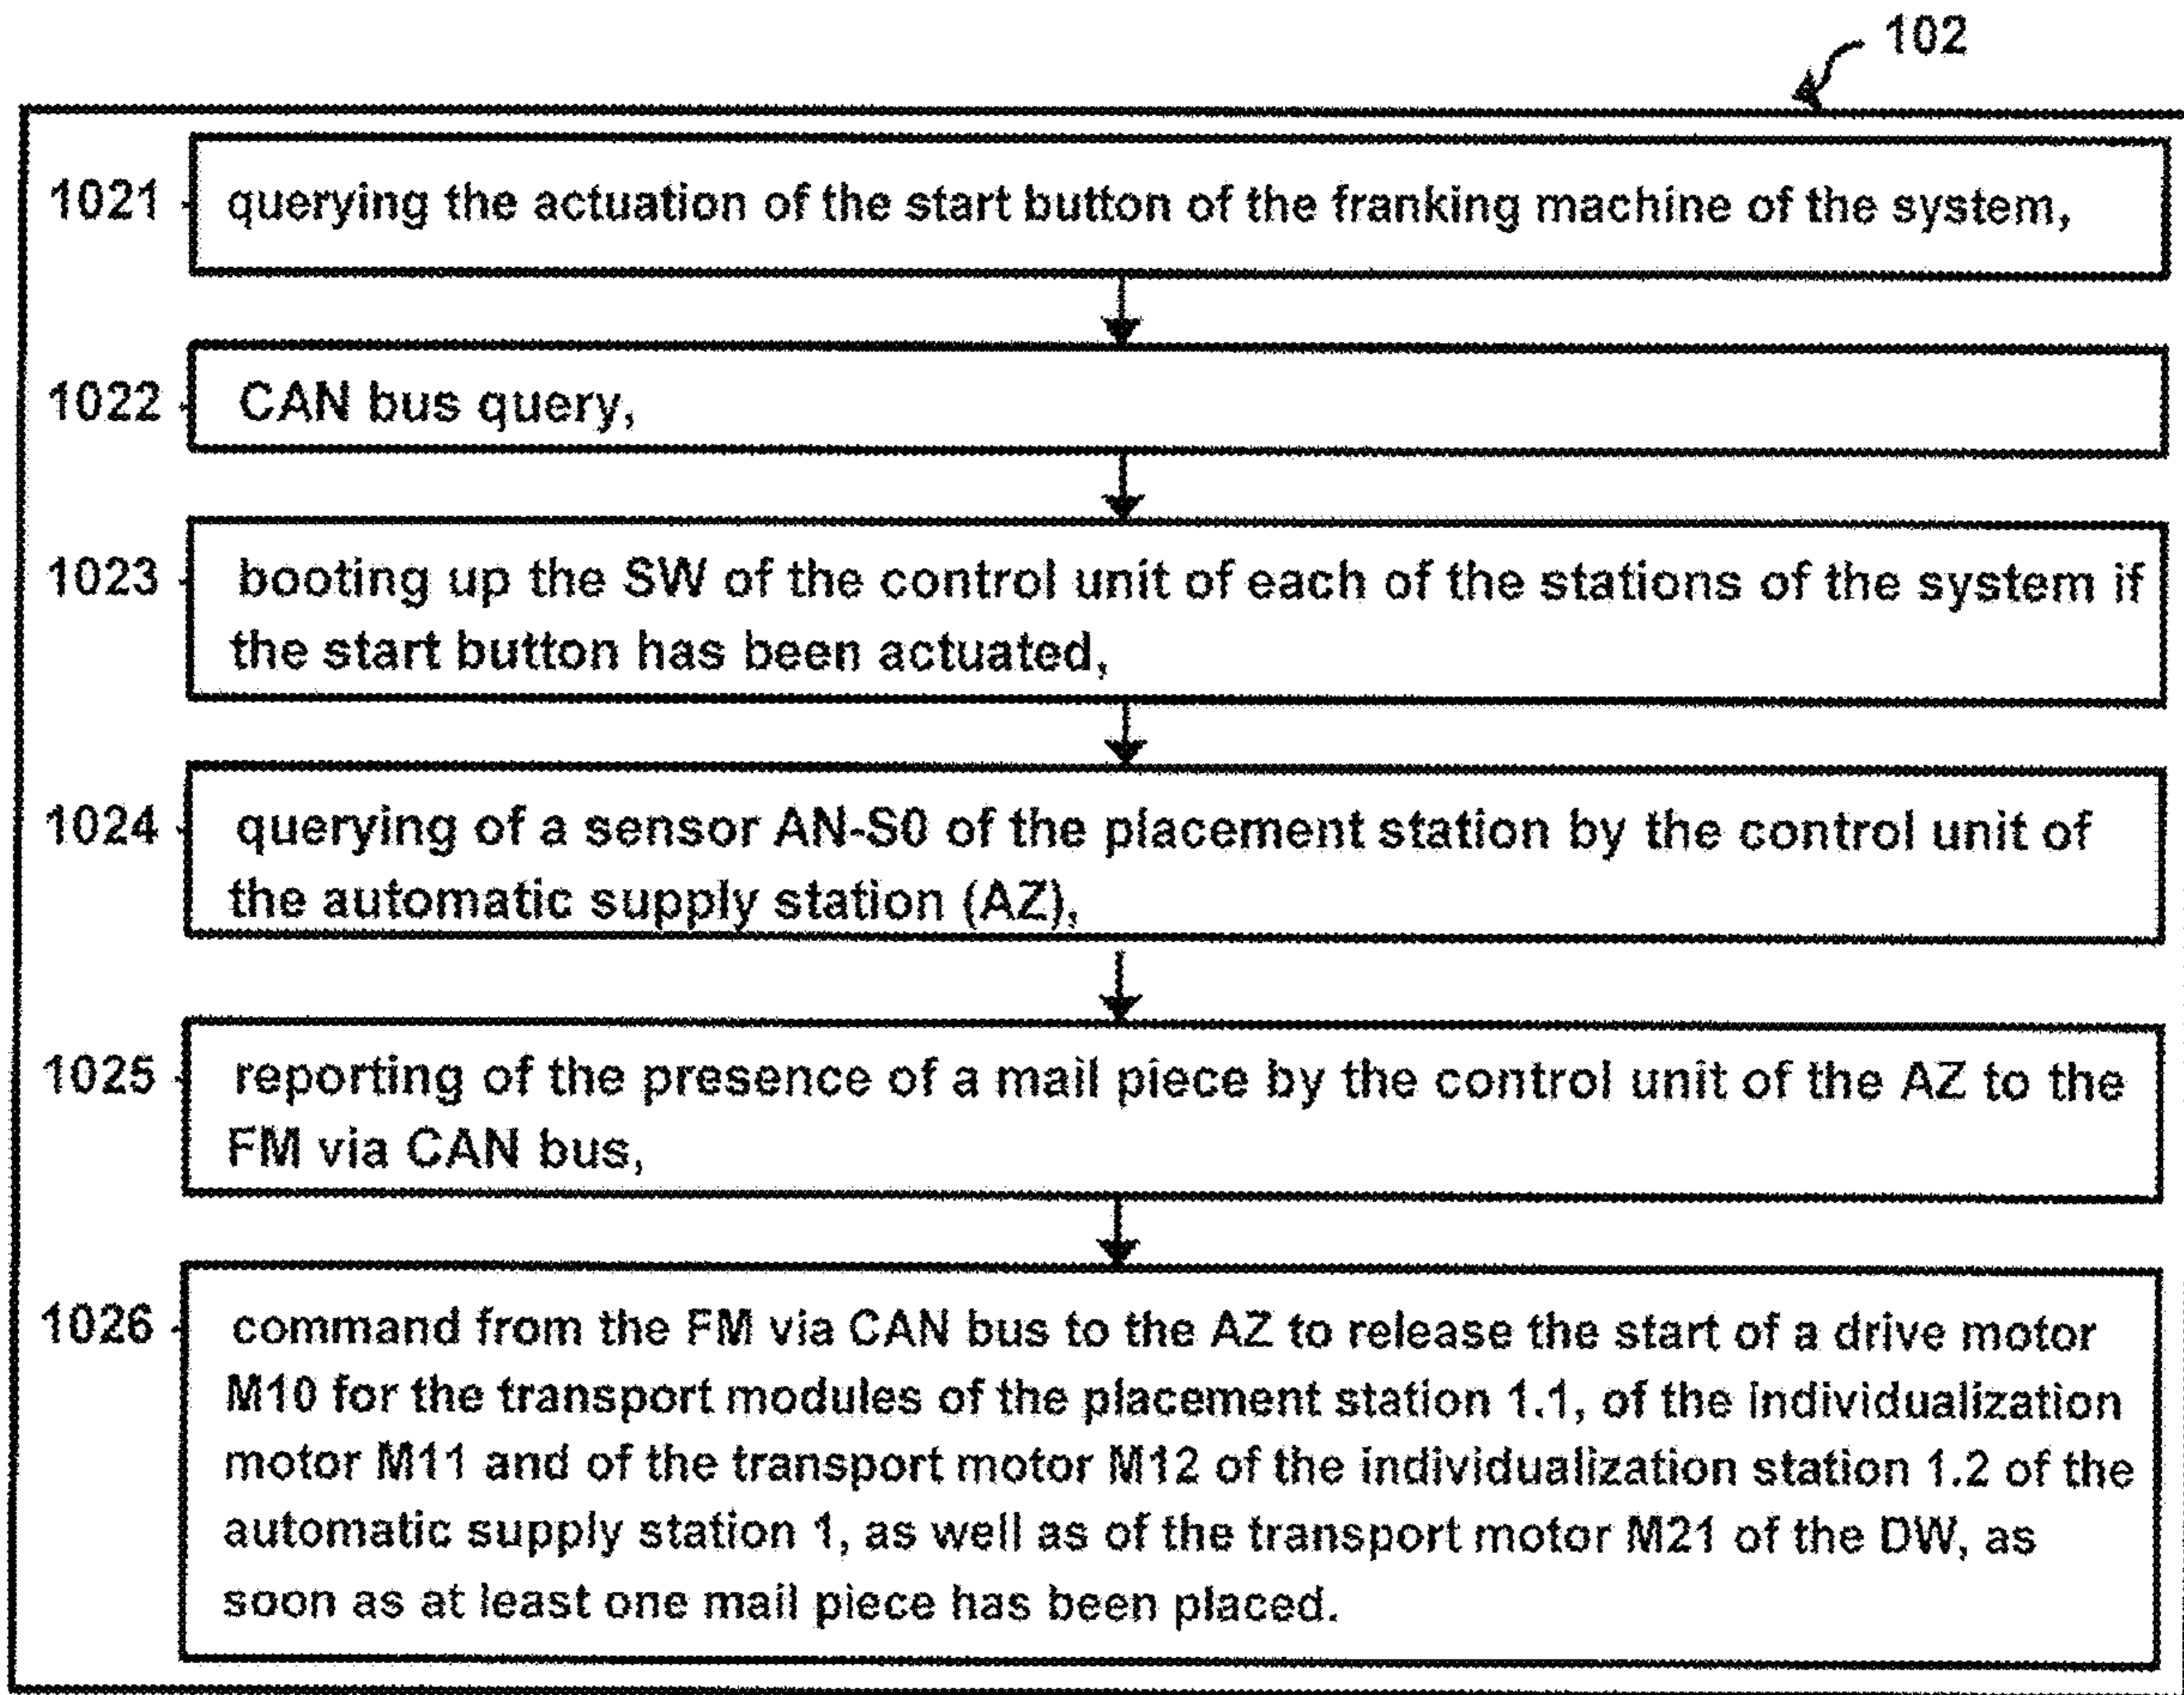 102
1021 querying the actuation of the start button of the franking machine of the system,
1022 CAN bus query,
1023 booting up the SW of the control unit of each of the stations of the system if
the start button has been actuated,
1024 querying of a sensor AN-S0 of the placement station by the control unit of
the automatic supply station (AZ),
1025 reporting of the presence of a mail piece by the control unit of the AZ to the
FM via CAN bus,
1026 command from the FM via CAN bus to the AZ to release the start of a drive motor
M10 for the transport modules of the placement station 1.1, of the individualization
motor M11 and of the transport motor M12 of the individualization station 1.2 of the
automatic supply station 1, as well as of the transport motor M21 of the DW, as
soon as at least one mail piece has been placed.